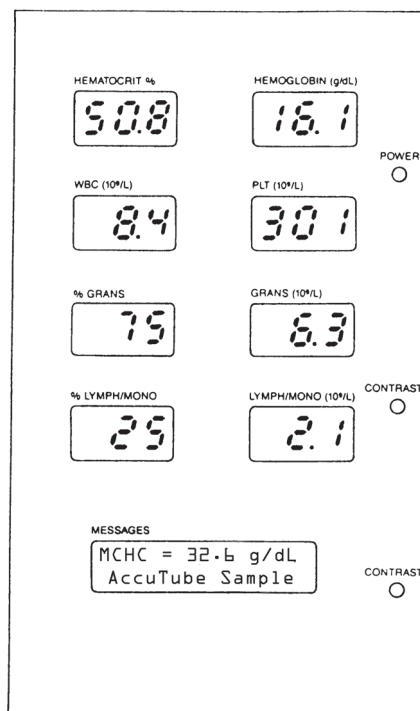 HEMATOCRIT %
HEMOGLOBIN (g/dL)
50.8
16.1
POWER
WBC (10⁹/L)
PLT (10⁹/L)
8.4
301
% GRANS
GRANS (10⁹/L)
75
6.3
% LYMPH/MONO
LYMPH/MONO (10⁹/L)
CONTRAST
25
2.1
MESSAGES
MCHC = 32.6 g/dL
AccuTube Sample
CONTRAST